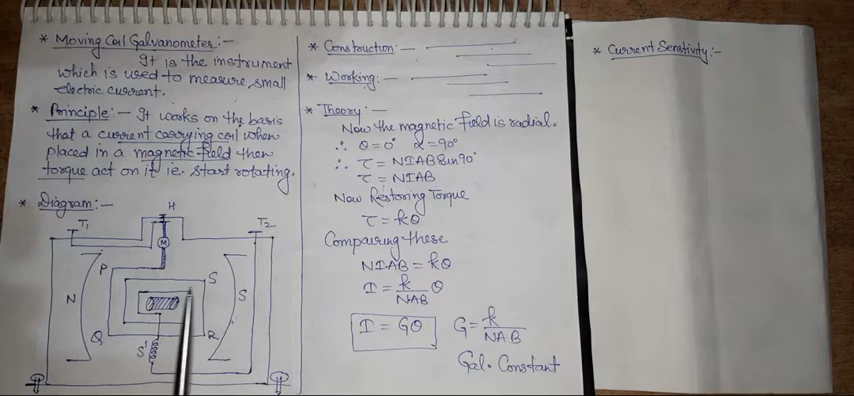 * Moving Coil Galvanometer:-
It is the instrument
which is used to measure small
electric current.
* Principle:- It works on the basis
that a current carrying coil when
placed in a magnetic field then
torque act on it ie. start rotating.
* Diagram:-
H
T1
T2
M
P
S
N
S
Q
R
S'
* Construction:-
* Working:-
* Theory:-
Now the magnetic field is radial.
∴ θ=0° α=90°
∴ τ = NIAB Sin90°
τ = NIAB
Now Restoring Torque
τ = kθ
Comparing these
NIAB = kθ
I = k/NAB θ
I = Gθ G = k/NAB
Gal. Constant
* Current Senstivity:-